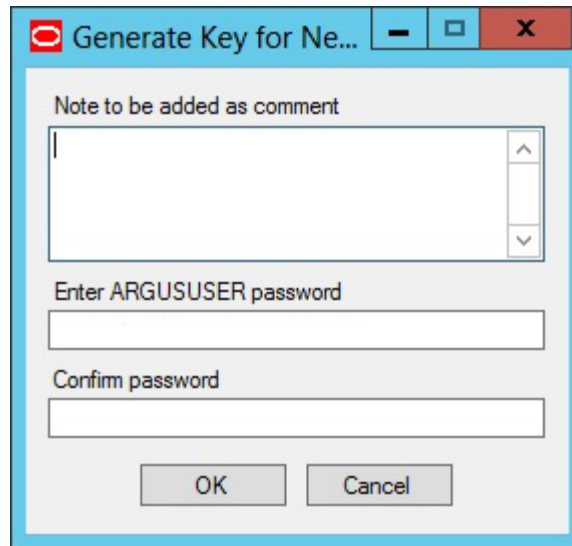 Generate Key for Ne...
Note to be added as comment
Enter ARGUSUSER password
Confirm password
OK Cancel